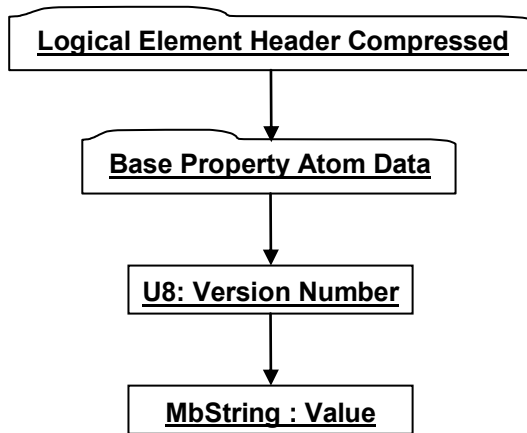 Logical Element Header Compressed
Base Property Atom Data
U8: Version Number
MbString : Value